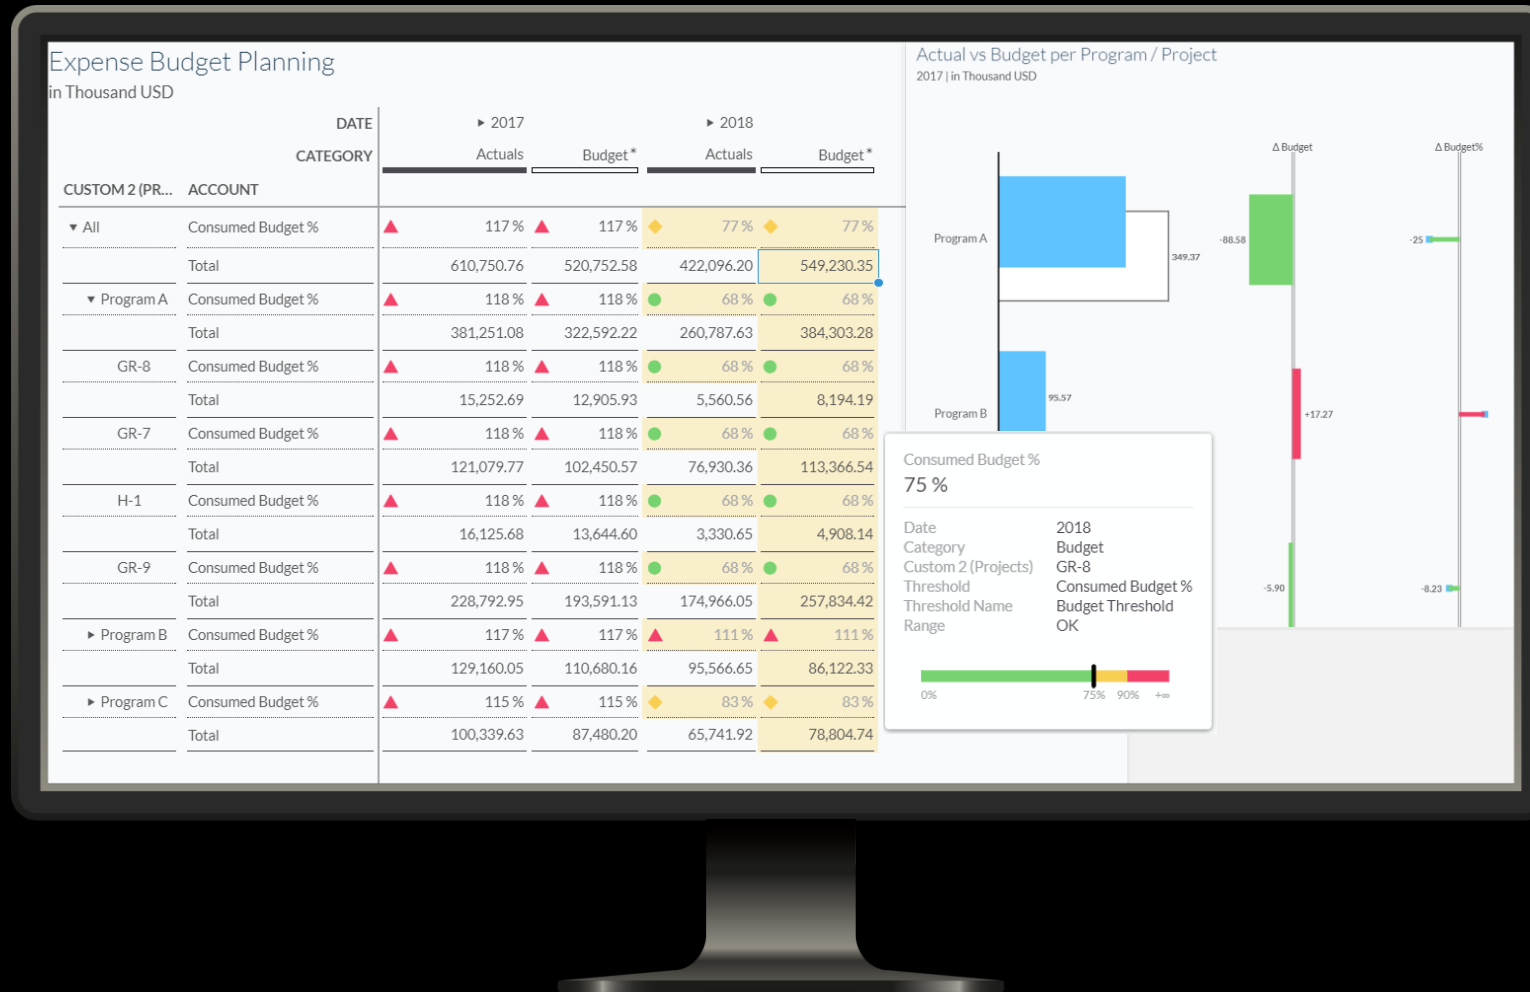 Expense Budget Planning
in Thousand USD
DATE 2017 2018
CATEGORY Actuals Budget* Actuals Budget*
CUSTOM 2 (PR... ACCOUNT
All Consumed Budget % 117 % 117 % 77 % 77 %
Total 610,750.76 520,752.58 422,096.20 549,230.35
Program A Consumed Budget % 118 % 118 % 68 % 68 %
Total 381,251.08 322,592.22 260,787.63 384,303.28
GR-8 Consumed Budget % 118 % 118 % 68 % 68 %
Total 15,252.69 12,905.93 5,560.56 8,194.19
GR-7 Consumed Budget % 118 % 118 % 68 % 68 %
Total 121,079.77 102,450.57 76,930.36 113,366.54
H-1 Consumed Budget % 118 % 118 % 68 % 68 %
Total 16,125.68 13,644.60 3,330.65 4,908.14
GR-9 Consumed Budget % 118 % 118 % 68 % 68 %
Total 228,792.95 193,591.13 174,966.05 257,834.42
Program B Consumed Budget % 117 % 117 % 111 % 111 %
Total 129,160.05 110,680.16 95,566.65 86,122.33
Program C Consumed Budget % 115 % 115 % 83 % 83 %
Total 100,339.63 87,480.20 65,741.92 78,804.74
Actual vs Budget per Program / Project
2017 | in Thousand USD
Δ Budget Δ Budget%
Program A 349.37 -88.58 -25
Program B 95.57 +17.27
-5.90 -8.23
Consumed Budget %
75 %
Date 2018
Category Budget
Custom 2 (Projects) GR-8
Threshold Consumed Budget %
Threshold Name Budget Threshold
Range OK
0% 75% 90% +∞